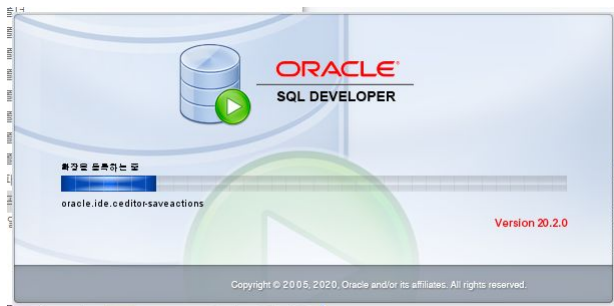 ORACLE
SQL DEVELOPER
확장을 등록하는 중
oracle.ide.ceditor-saveactions
Version 20.2.0
Copyright © 2005, 2020, Oracle and/or its affiliates. All rights reserved.